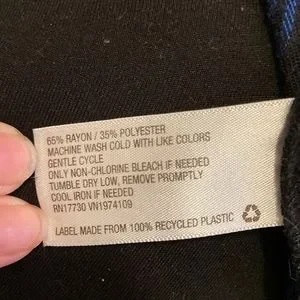 65% RAYON / 35% POLYESTER
MACHINE WASH COLD WITH LIKE COLORS
GENTLE CYCLE
ONLY NON-CHLORINE BLEACH IF NEEDED
TUMBLE DRY LOW, REMOVE PROMPTLY
COOL IRON IF NEEDED
RN17730 VN1974109
LABEL MADE FROM 100% RECYCLED PLASTIC